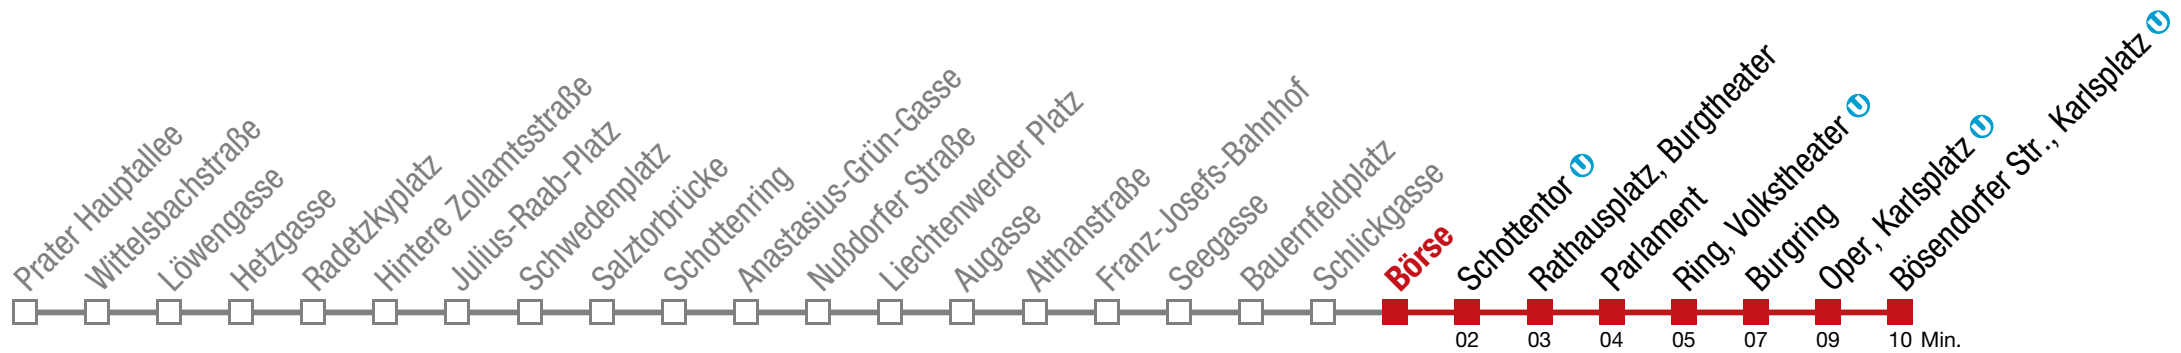 Prater Hauptallee
Wittelsbachstraße
Löwengasse
Hetzgasse
Radetzkyplatz
Hintere Zollamtsstraße
Julius-Raab-Platz
Schwedenplatz
Salztorbrücke
Schottenring
Anastasius-Grün-Gasse
Nußdorfer Straße
Liechtenwerder Platz
Augasse
Althanstraße
Franz-Josefs-Bahnhof
Seegasse
Bauernfeldplatz
Schlickgasse
Börse
Schottentor U
Rathausplatz, Burgtheater
Parlament
Ring, Volkstheater U
Burgring
Oper, Karlsplatz U
Bösendorfer Str., Karlsplatz U
02 03 04 05 07 09 10 Min.